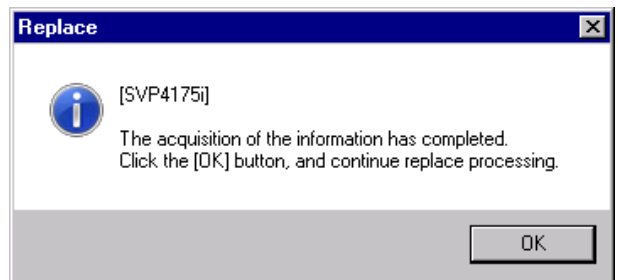 Replace
[SVP4175i]
The acquisition of the information has completed.
Click the [OK] button, and continue replace processing.
OK